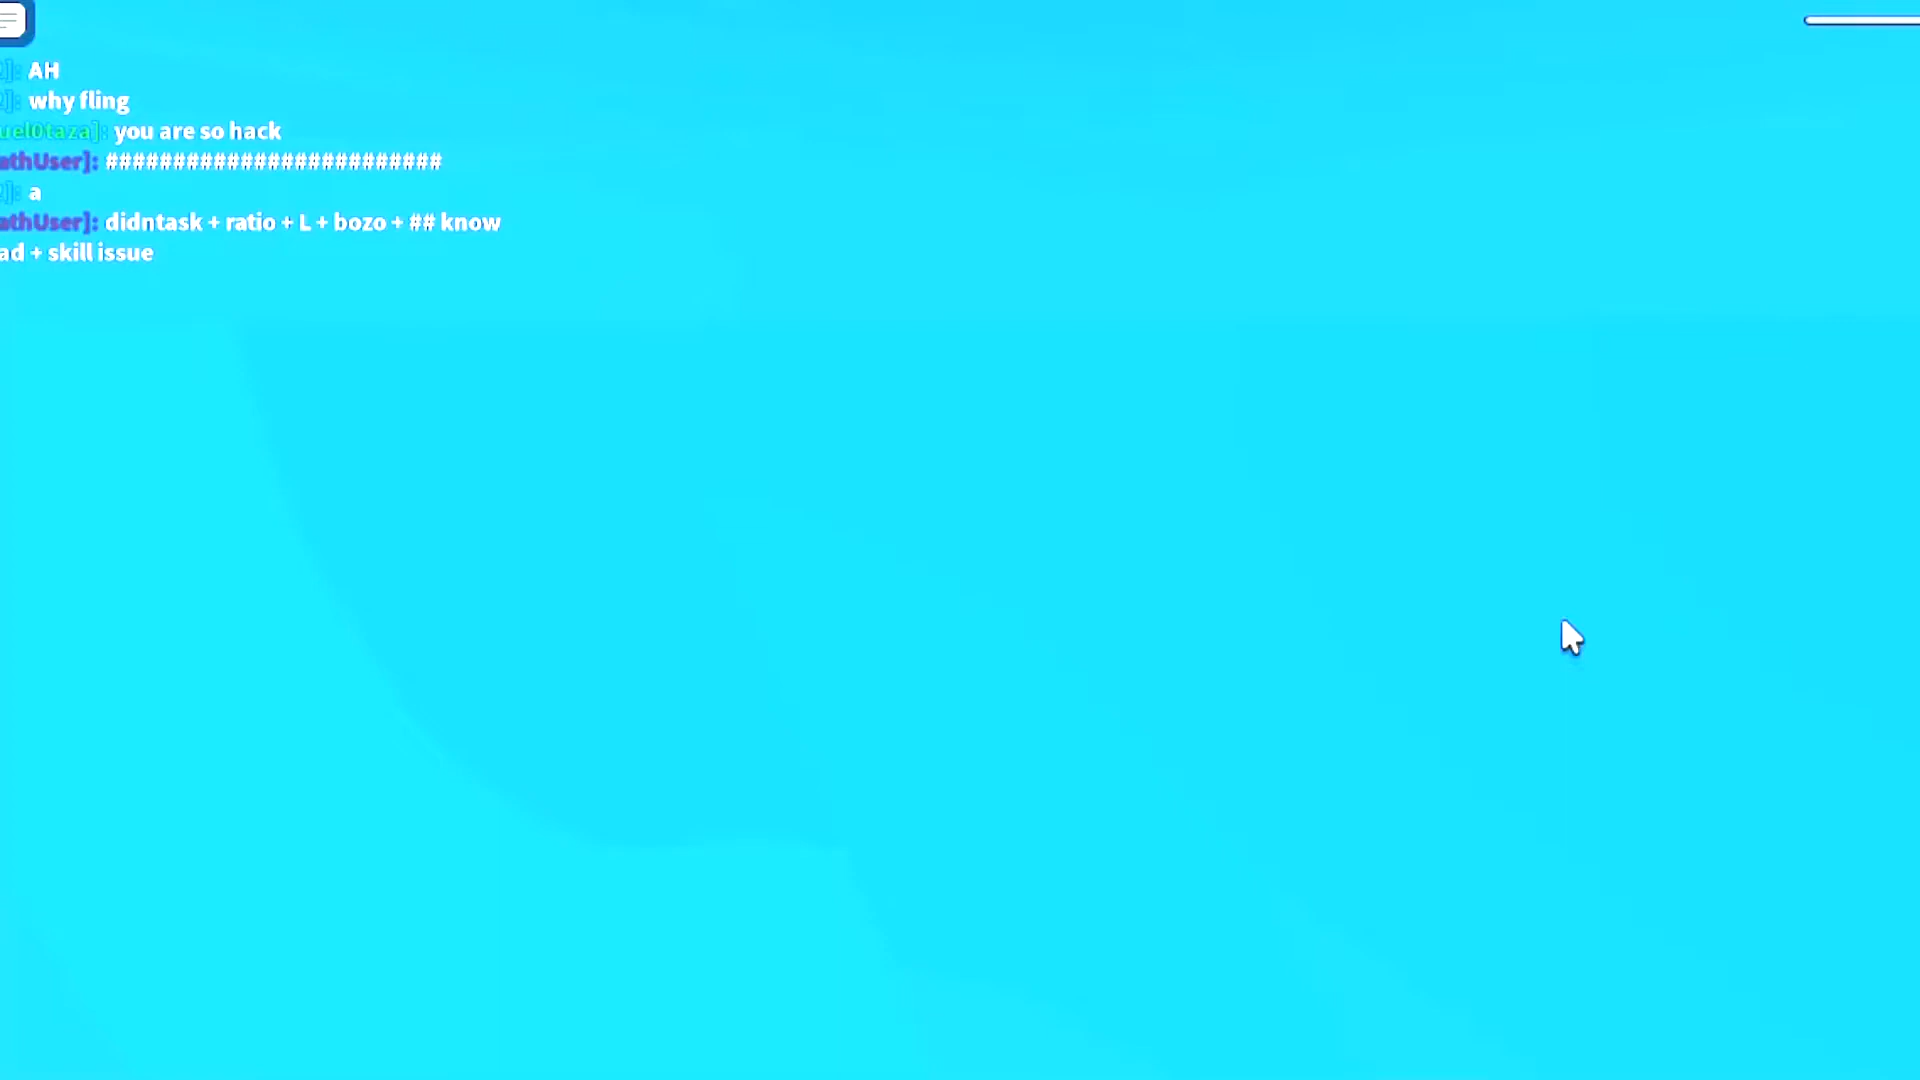 ]: AH
]: why fling
uel0taza]: you are so hack
athUser]: #########################
]: a
athUser]: didntask + ratio + L + bozo + ## know
ad + skill issue